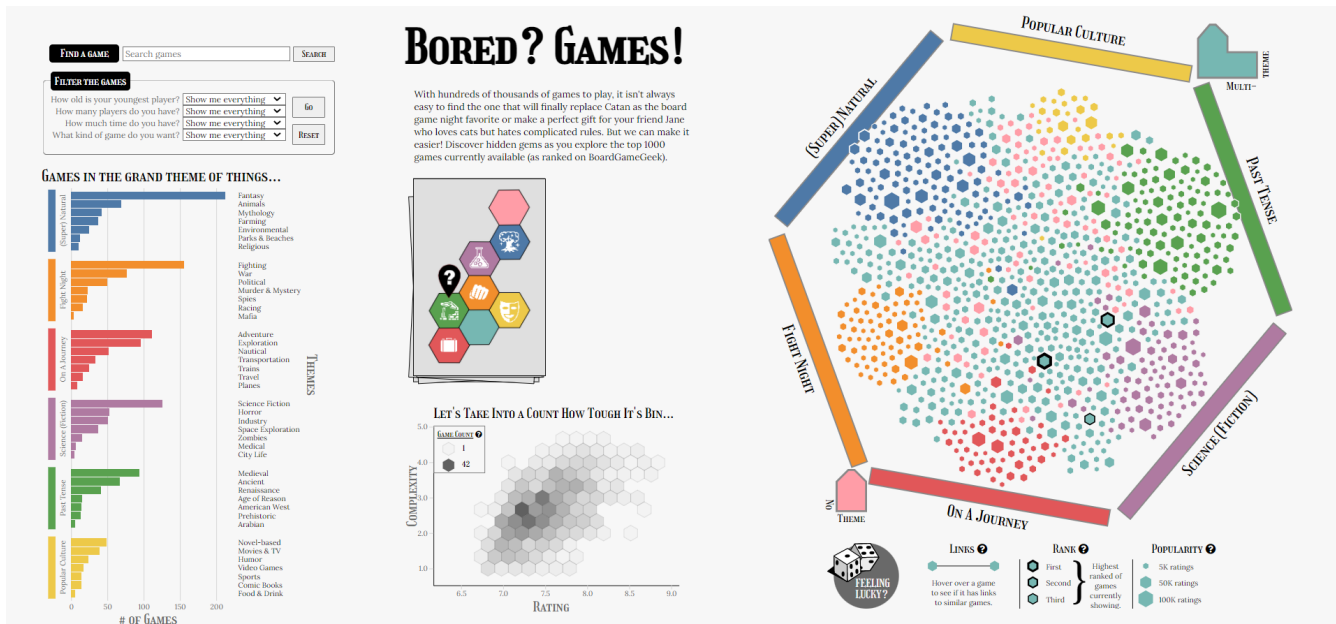 FIND A GAME
Search games
SEARCH
FILTER THE GAMES
How old is your youngest player? Show me everything
How many players do you have? Show me everything
How much time do you have? Show me everything
What kind of game do you want? Show me everything
GO
RESET
GAMES IN THE GRAND THEME OF THINGS...
(Super) Natural
Fantasy
Animals
Mythology
Farming
Environmental
Parks & Beaches
Religious
Fight Night
Fighting
War
Political
Murder & Mystery
Spies
Racing
Mafia
On A Journey
Adventure
Exploration
Nautical
Transportation
Trains
Travel
Planes
Science (Fiction)
Science Fiction
Horror
Industry
Space Exploration
Zombies
Medical
City Life
Past Tense
Medieval
Ancient
Renaissance
Age of Reason
American West
Prehistoric
Arabian
Popular Culture
Novel-based
Movies & TV
Humor
Video Games
Sports
Comic Books
Food & Drink
THEMES
0 50 100 150 200
# OF GAMES
BORED? GAMES!
With hundreds of thousands of games to play, it isn't always
easy to find the one that will finally replace Catan as the board
game night favorite or make a perfect gift for your friend Jane
who loves cats but hates complicated rules. But we can make it
easier! Discover hidden gems as you explore the top 1000
games currently available (as ranked on BoardGameGeek).
?
LET'S TAKE INTO A COUNT HOW TOUGH IT'S BIN...
GAME COUNT ?
1
42
COMPLEXITY
5.0
4.0
3.0
2.0
1.0
6.5 7.0 7.5 8.0 8.5 9.0
RATING
POPULAR CULTURE
MULTI-
THEME
(SUPER)NATURAL
PAST TENSE
FIGHT NIGHT
SCIENCE(FICTION)
NO
THEME
ON A JOURNEY
FEELING
LUCKY?
LINKS ?
Hover over a game
to see if it has links
to similar games.
RANK ?
First
Second
Third
Highest
ranked of
games
currently
showing.
POPULARITY ?
5K ratings
50K ratings
100K ratings